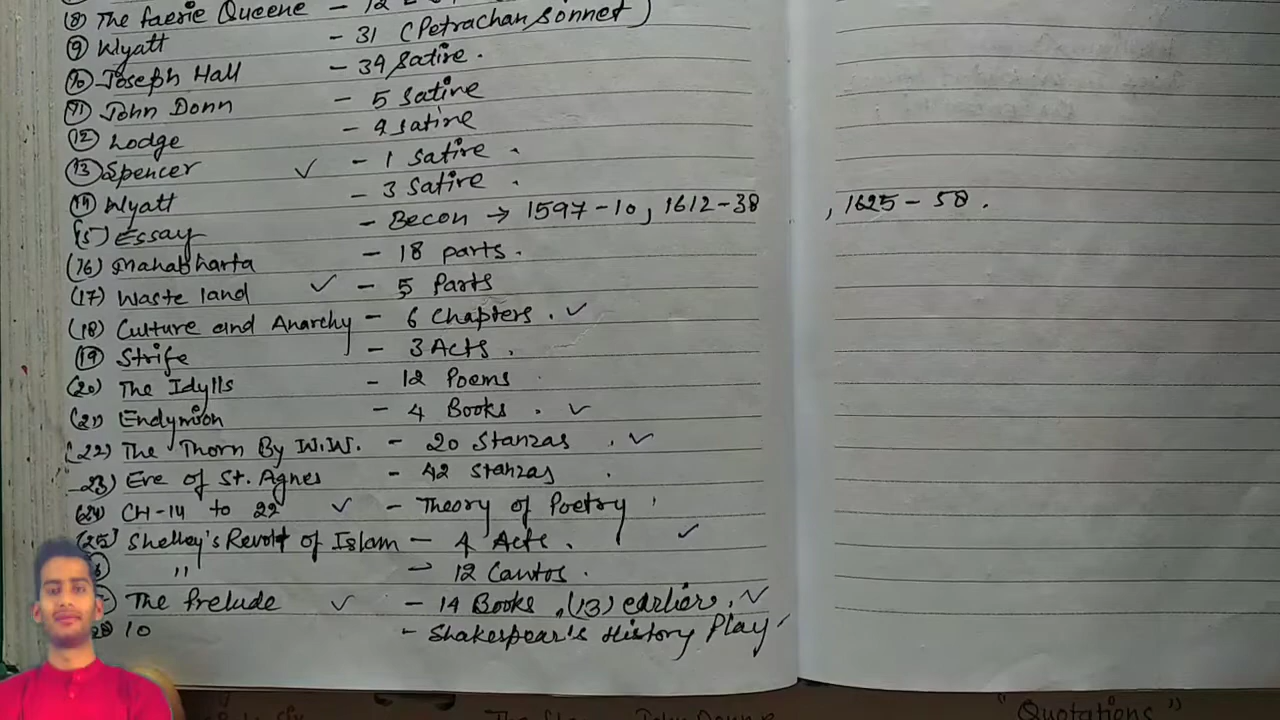 (8) The faerie Queene - 12
(9) Wyatt - 31 (Petrachan Sonnet)
(10) Joseph Hall - 39 Satire.
(11) John Donn - 5 Satire
(12) Lodge - 4 satire
(13) Spencer ✓ - 1 Satire.
(14) Wyatt - 3 Satire.
(15) Essay - Becon → 1597-10, 1612-38, 1625-58.
(16) Mahabharta - 18 parts.
(17) Waste land ✓ - 5 Parts
(18) Culture and Anarchy - 6 Chapters. ✓
(19) Strife - 3 Acts.
(20) The Idylls - 12 Poems
(21) Endymion - 4 Books. ✓
(22) The Thorn By W.W. - 20 Stanzas. ✓
(23) Eve of St. Agnes - 42 Stanzas.
(24) CH-14 to 22 ✓ - Theory of Poetry
(25) Shelley's Revolt of Islam - 4 Acts. ✓
" - 12 Cantos.
The Prelude ✓ - 14 Books, (13) earlier. ✓
(28) 10 - Shakespear's History Play
"Quotations"